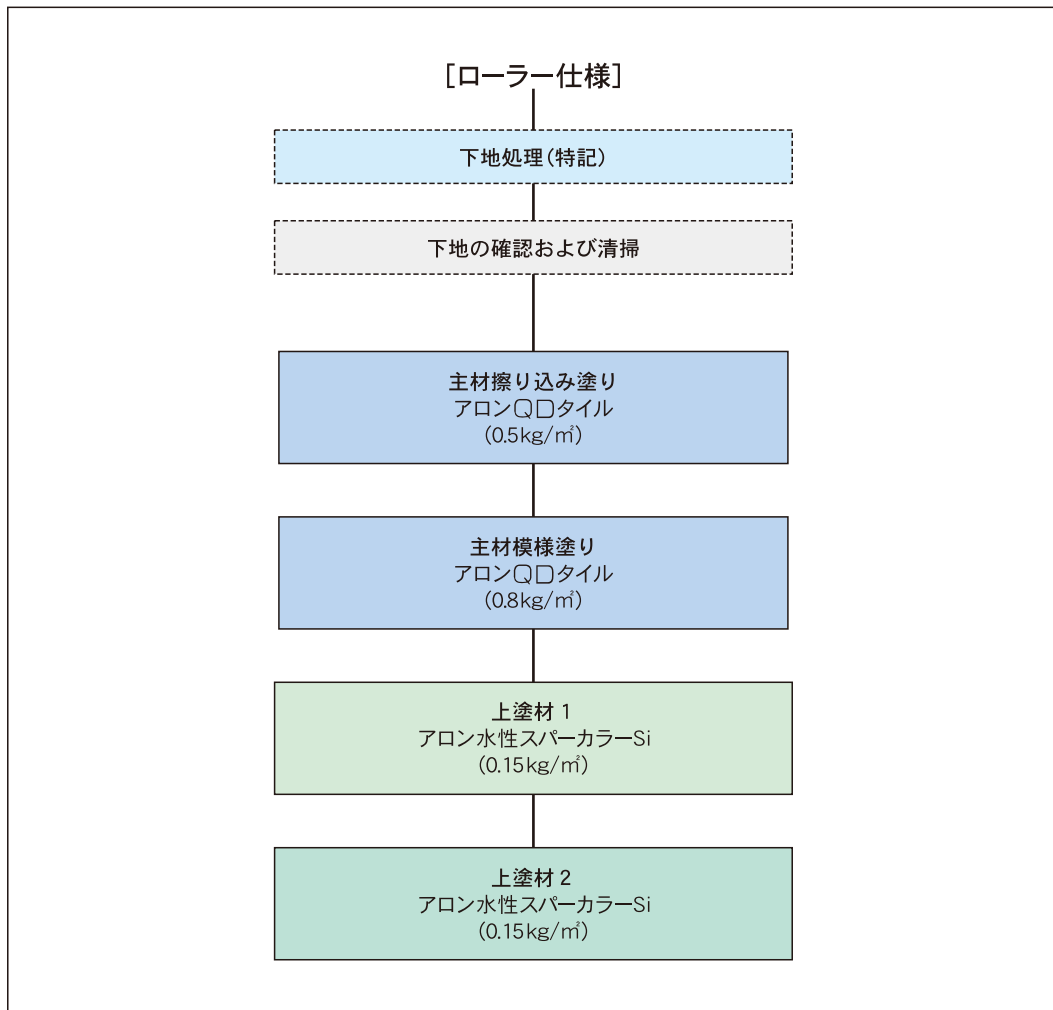 [ローラー仕様]
下地処理(特記)
下地の確認および清掃
主材擦り込み塗り
アロンQDタイル
(0.5kg/㎡)
主材模様塗り
アロンQDタイル
(0.8kg/㎡)
上塗材 1
アロン水性スパーカラーSi
(0.15kg/㎡)
上塗材 2
アロン水性スパーカラーSi
(0.15kg/㎡)